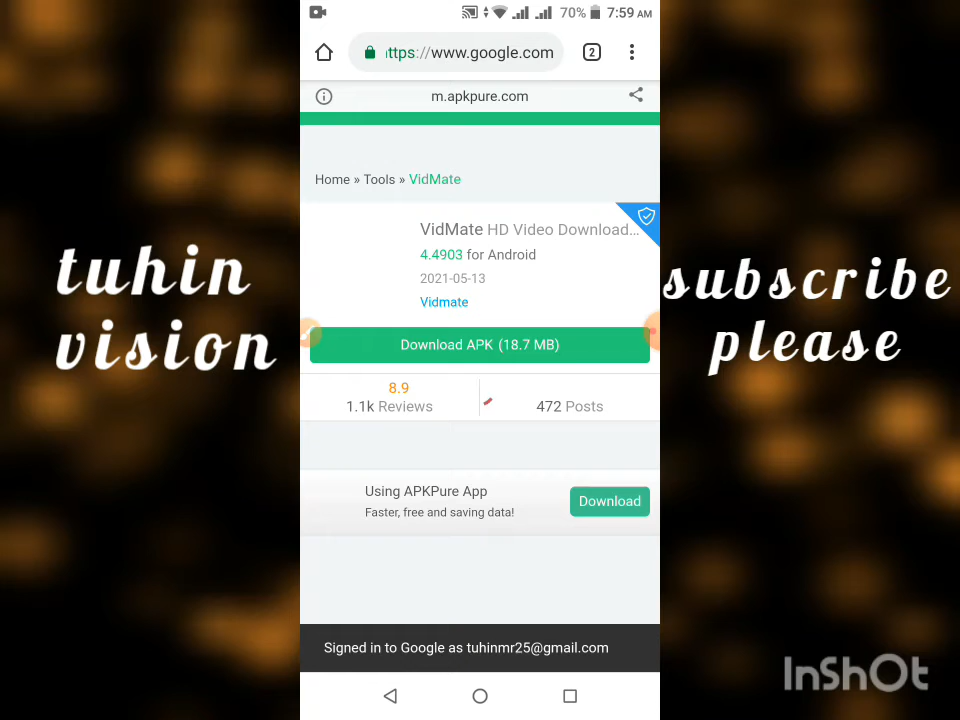 70% 7:59 AM
https://www.google.com 2
m.apkpure.com
Home » Tools » VidMate
VidMate HD Video Download...
4.4903 for Android
2021-05-13
Vidmate
Download APK (18.7 MB)
8.9
1.1k Reviews
472 Posts
Using APKPure App
Faster, free and saving data!
Download
Signed in to Google as tuhinmr25@gmail.com
tuhin
vision
subscribe
please
InShOt